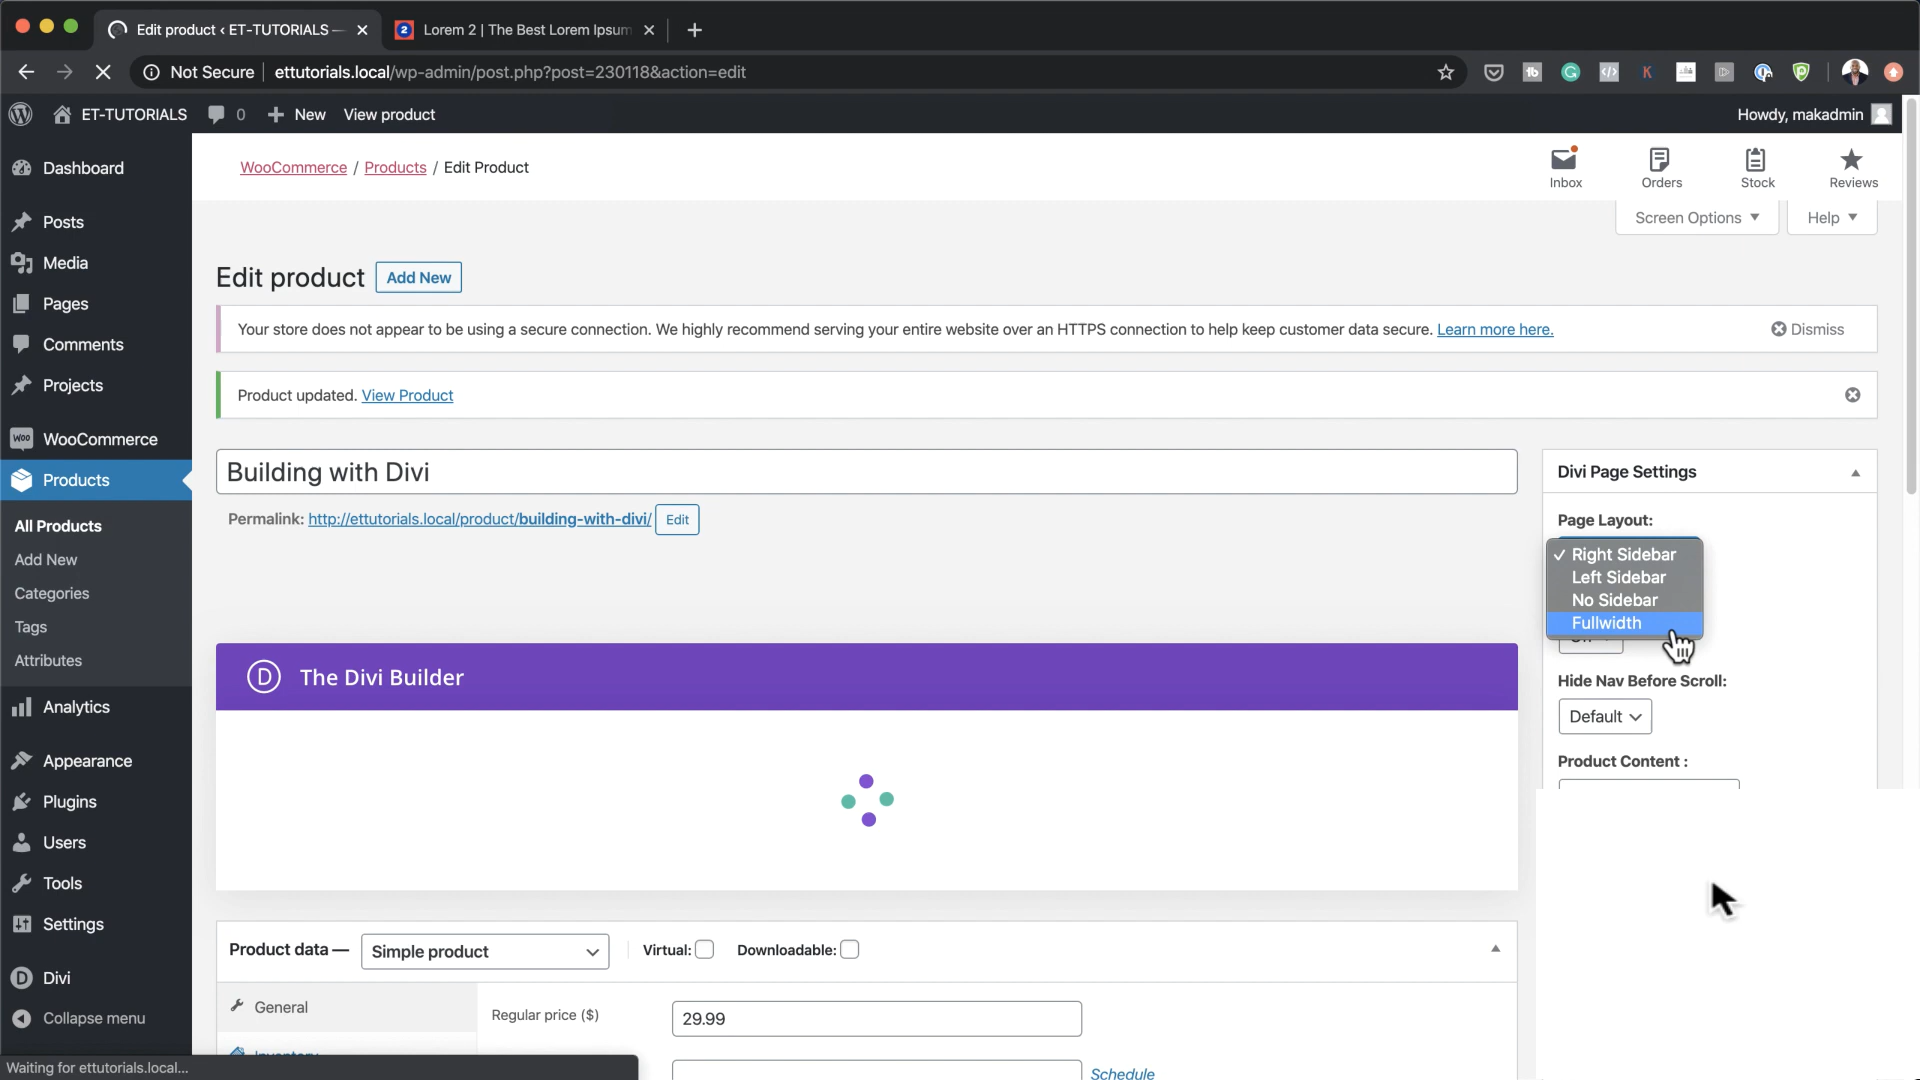 Edit product ‹ ET-TUTORIALS —
Lorem 2 | The Best Lorem Ipsum
Not Secure
ettutorials.local/wp-admin/post.php?post=230118&action=edit
ET-TUTORIALS
0
New
View product
Howdy, makadmin
Dashboard
Posts
Media
Pages
Comments
Projects
WooCommerce
Products
All Products
Add New
Categories
Tags
Attributes
Analytics
Appearance
Plugins
Users
Tools
Settings
Divi
Collapse menu
WooCommerce / Products / Edit Product
Inbox
Orders
Stock
Reviews
Screen Options
Help
Edit product
Add New
Your store does not appear to be using a secure connection. We highly recommend serving your entire website over an HTTPS connection to help keep customer data secure. Learn more here.
Dismiss
Product updated. View Product
Building with Divi
Permalink: http://ettutorials.local/product/building-with-divi/
Edit
The Divi Builder
Divi Page Settings
Page Layout:
✓ Right Sidebar
Left Sidebar
No Sidebar
Fullwidth
Hide Nav Before Scroll:
Default
Product Content :
Product data —
Simple product
Virtual:
Downloadable:
General
Regular price ($)
29.99
Schedule
Waiting for ettutorials.local...